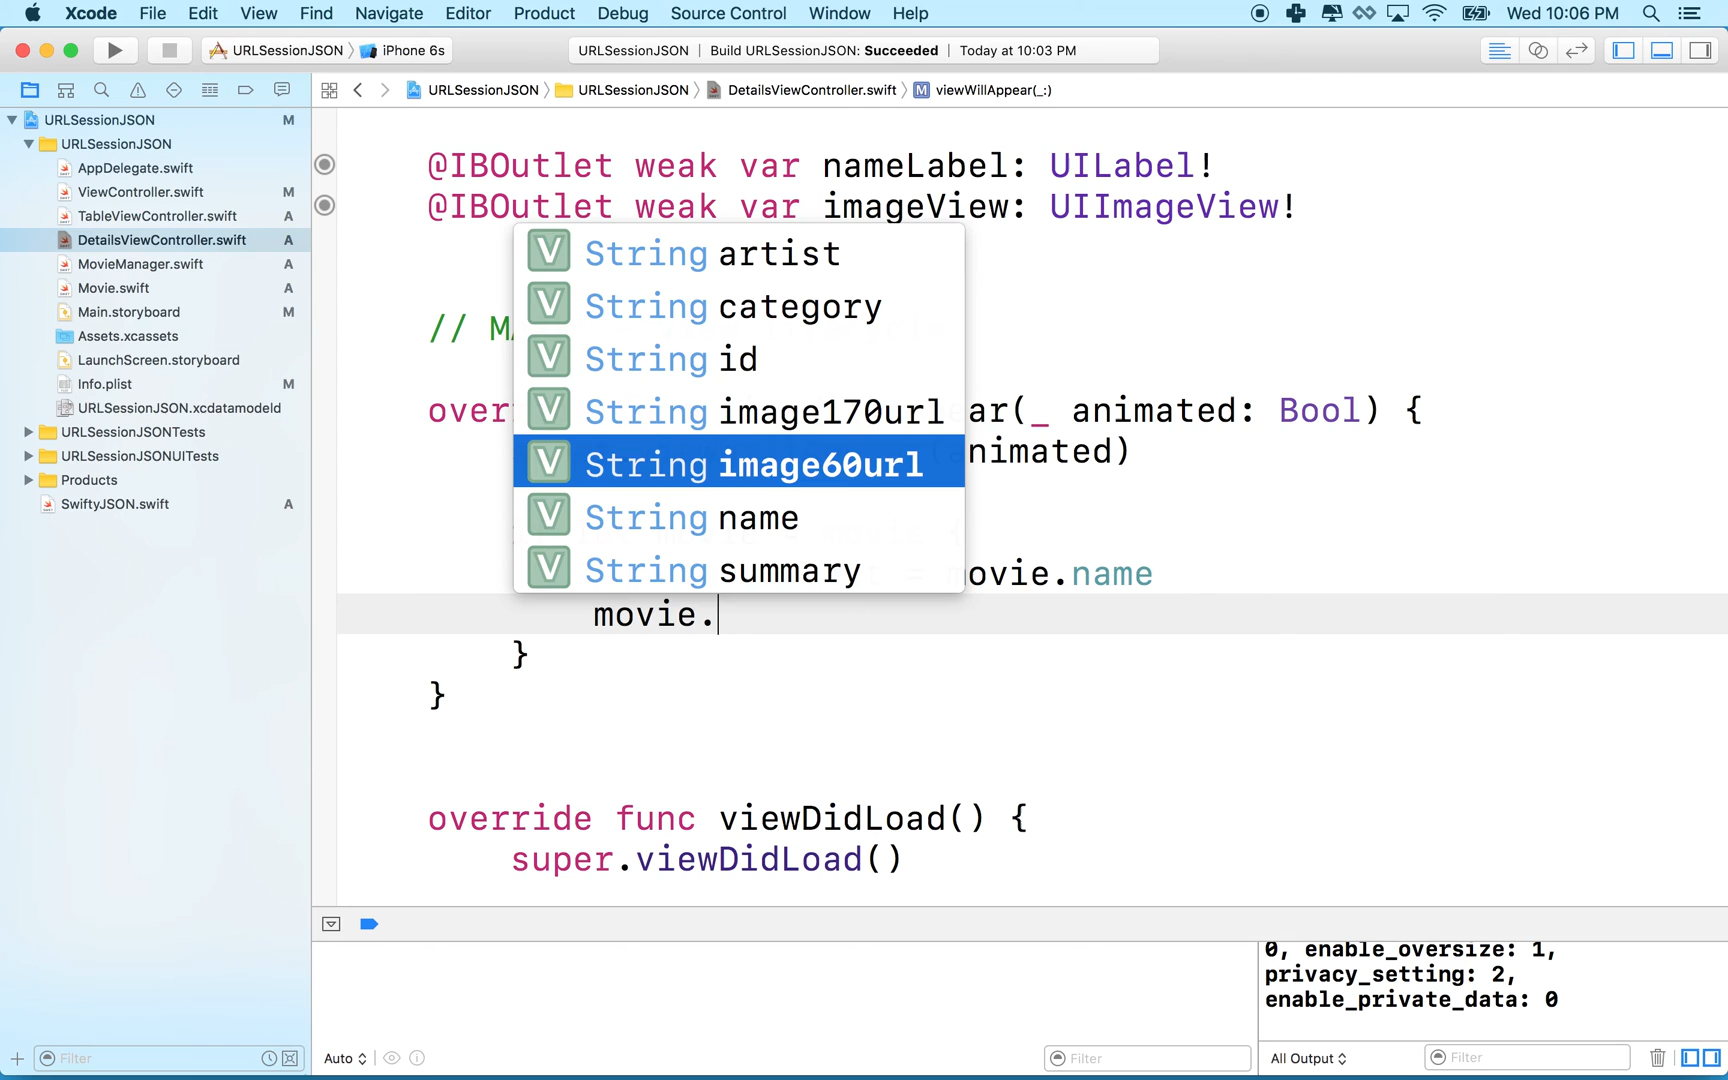 Xcode File Edit View Find Navigate Editor Product Debug Source Control Window Help Wed 10:06 PM
URLSessionJSON iPhone 6s URLSessionJSON Build URLSessionJSON: Succeeded Today at 10:03 PM
URLSessionJSON URLSessionJSON DetailsViewController.swift M viewWillAppear(_:)
URLSessionJSON M
URLSessionJSON
AppDelegate.swift
ViewController.swift M
TableViewController.swift A
DetailsViewController.swift A
MovieManager.swift A
Movie.swift A
Main.storyboard M
Assets.xcassets
LaunchScreen.storyboard
Info.plist M
URLSessionJSON.xcdatamodeld
URLSessionJSONTests
URLSessionJSONUITests
Products
SwiftyJSON.swift A
@IBOutlet weak var nameLabel: UILabel!
@IBOutlet weak var imageView: UIImageView!
V String artist
V String category
V String id
V String image170url
V String image60url
V String name
V String summary
ar(_ animated: Bool) {
animated)
= movie.name
movie.
}
}
override func viewDidLoad() {
super.viewDidLoad()
0, enable_oversize: 1,
privacy_setting: 2,
enable_private_data: 0
Filter Auto Filter All Output Filter